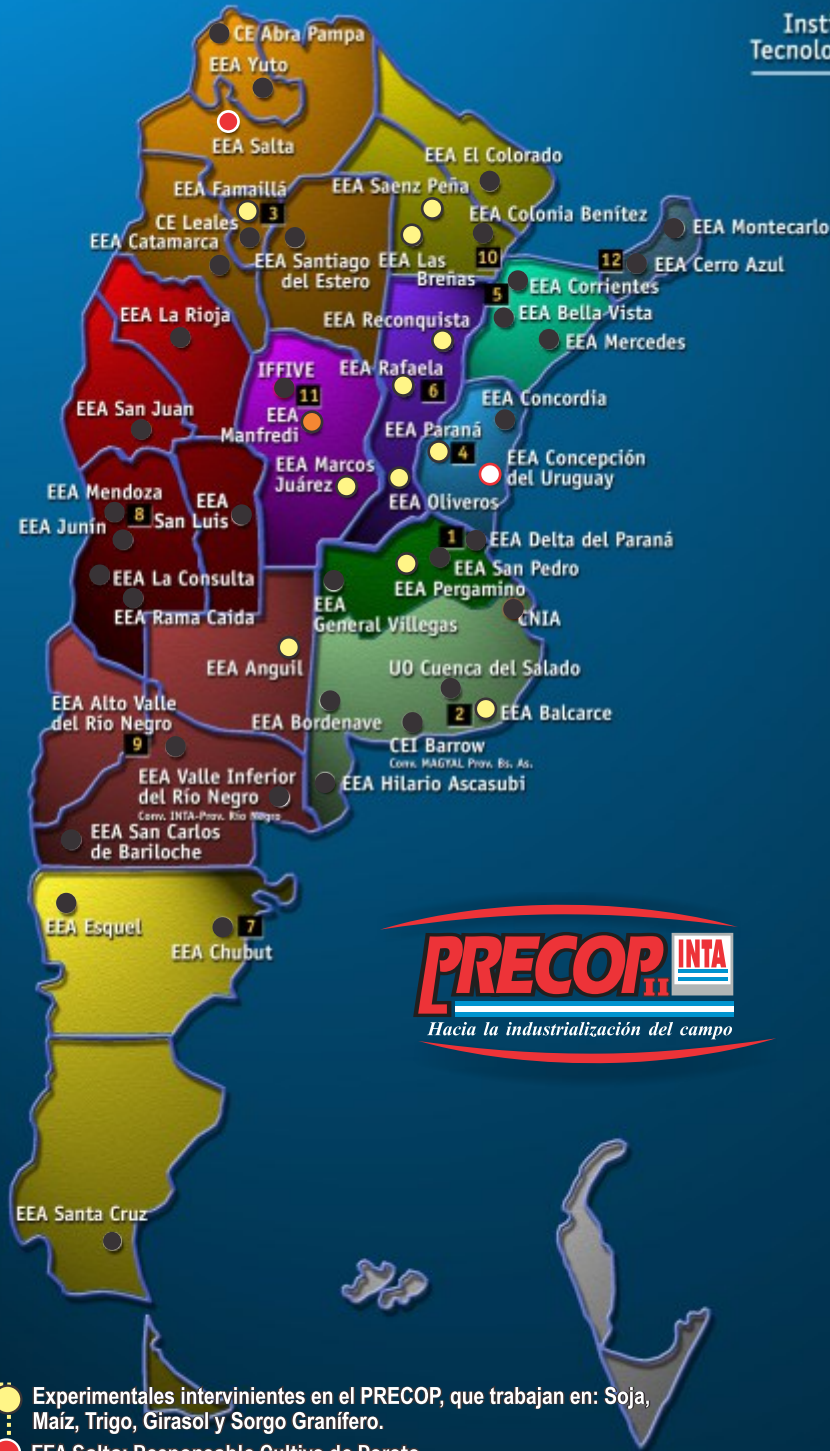 Inst
Tecnolo
CE Abra Pampa
EEA Yuto
EEA Salta
EEA El Colorado
EEA Famaillá
3
EEA Saenz Peña
CE Leales
EEA Catamarca
EEA Colonia Benítez
EEA Montecarlo
EEA Santiago
del Estero
EEA Las
Breñas
10
12
EEA Cerro Azul
5
EEA Corrientes
EEA La Rioja
EEA Reconquista
EEA Bella Vista
EEA Mercedes
IFFIVE
11
EEA Rafaela
6
EEA San Juan
EEA
Manfredi
EEA Concordia
EEA Paraná
4
EEA Marcos
Juárez
EEA Concepción
del Uruguay
EEA Mendoza
8
EEA Junín
EEA
San Luis
EEA Oliveros
1
EEA Delta del Paraná
EEA San Pedro
EEA La Consulta
EEA Pergamino
EEA Rama Caida
EEA
General Villegas
CNIA
EEA Anguil
UO Cuenca del Salado
EEA Alto Valle
del Río Negro
9
EEA Bordenave
2
EEA Balcarce
CEI Barrow
Conv. MAGYAL Prov. Bs. As.
EEA Valle Inferior
del Río Negro
Conv. INTA-Prov. Río Negro
EEA Hilario Ascasubi
EEA San Carlos
de Bariloche
EEA Esquel
7
EEA Chubut
PRECOP II INTA
Hacia la industrialización del campo
EEA Santa Cruz
Experimentales intervinientes en el PRECOP, que trabajan en: Soja,
Maíz, Trigo, Girasol y Sorgo Granífero.
EEA Salta: Responsable Cultivo de Poroto